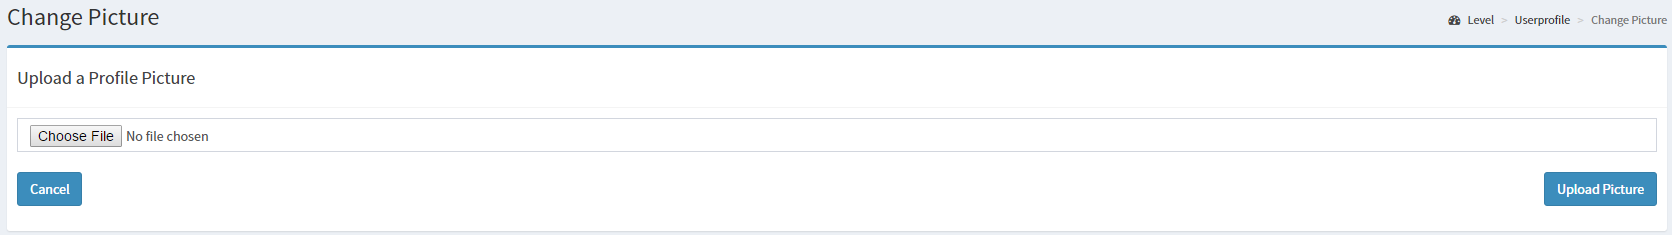 Change Picture
Level > Userprofile > Change Picture
Upload a Profile Picture
Choose File No file chosen
Cancel
Upload Picture